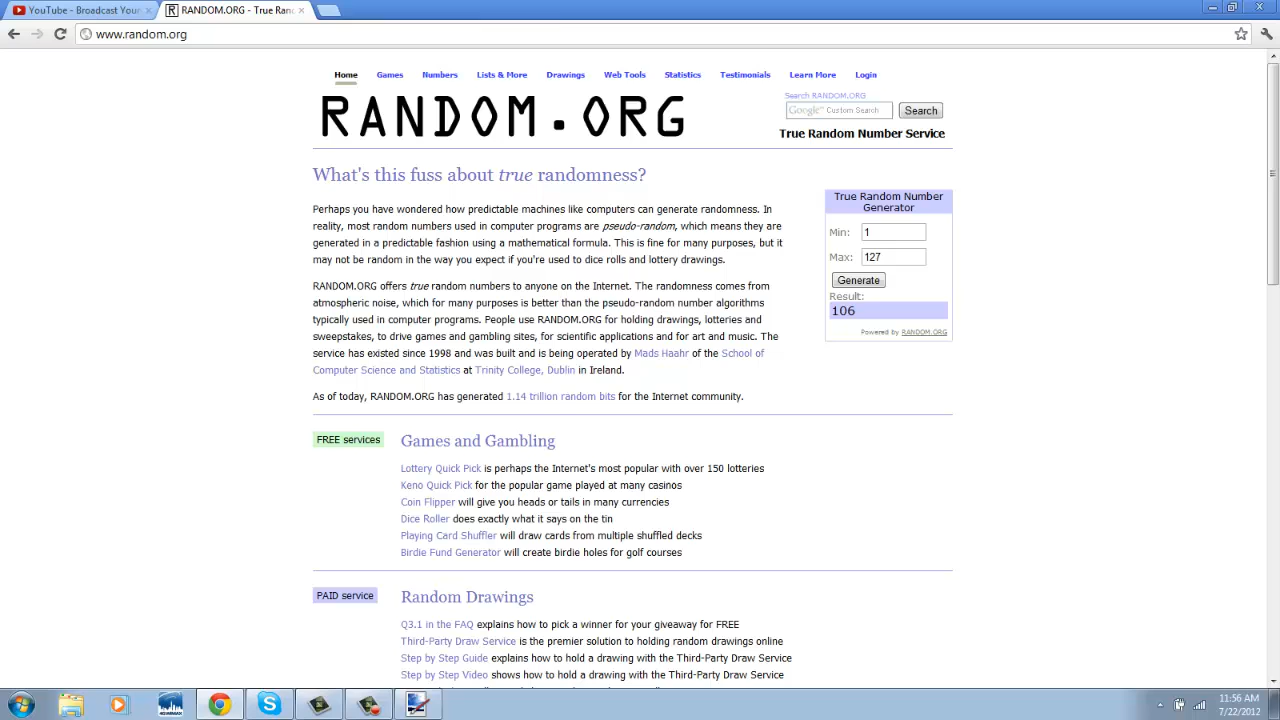 YouTube - Broadcast Your
RANDOM.ORG - True Ran
www.random.org
Home Games Numbers Lists & More Drawings Web Tools Statistics Testimonials Learn More Login
RANDOM.ORG
Search RANDOM.ORG
Google™ Custom Search Search
True Random Number Service
What's this fuss about true randomness?
Perhaps you have wondered how predictable machines like computers can generate randomness. In
reality, most random numbers used in computer programs are pseudo-random, which means they are
generated in a predictable fashion using a mathematical formula. This is fine for many purposes, but it
may not be random in the way you expect if you're used to dice rolls and lottery drawings.
RANDOM.ORG offers true random numbers to anyone on the Internet. The randomness comes from
atmospheric noise, which for many purposes is better than the pseudo-random number algorithms
typically used in computer programs. People use RANDOM.ORG for holding drawings, lotteries and
sweepstakes, to drive games and gambling sites, for scientific applications and for art and music. The
service has existed since 1998 and was built and is being operated by Mads Haahr of the School of
Computer Science and Statistics at Trinity College, Dublin in Ireland.
As of today, RANDOM.ORG has generated 1.14 trillion random bits for the Internet community.
True Random Number
Generator
Min: 1
Max: 127
Generate
Result:
106
Powered by RANDOM.ORG
FREE services
Games and Gambling
Lottery Quick Pick is perhaps the Internet's most popular with over 150 lotteries
Keno Quick Pick for the popular game played at many casinos
Coin Flipper will give you heads or tails in many currencies
Dice Roller does exactly what it says on the tin
Playing Card Shuffler will draw cards from multiple shuffled decks
Birdie Fund Generator will create birdie holes for golf courses
PAID service
Random Drawings
Q3.1 in the FAQ explains how to pick a winner for your giveaway for FREE
Third-Party Draw Service is the premier solution to holding random drawings online
Step by Step Guide explains how to hold a drawing with the Third-Party Draw Service
Step by Step Video shows how to hold a drawing with the Third-Party Draw Service
11:56 AM
7/22/2012